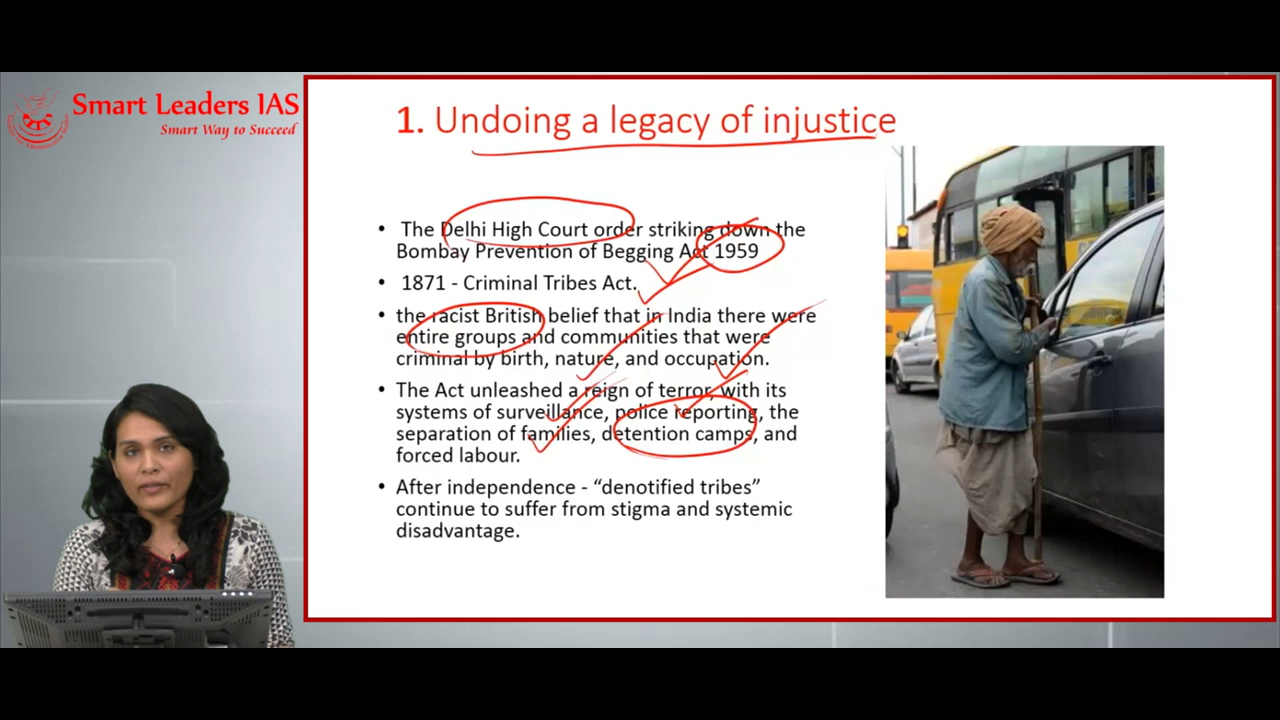 Smart Leaders IAS
Smart Way to Succeed
1. Undoing a legacy of injustice
• The Delhi High Court order striking down the
Bombay Prevention of Begging Act 1959
• 1871 - Criminal Tribes Act.
• the racist British belief that in India there were
entire groups and communities that were
criminal by birth, nature, and occupation.
• The Act unleashed a reign of terror, with its
systems of surveillance, police reporting, the
separation of families, detention camps, and
forced labour.
• After independence - “denotified tribes”
continue to suffer from stigma and systemic
disadvantage.